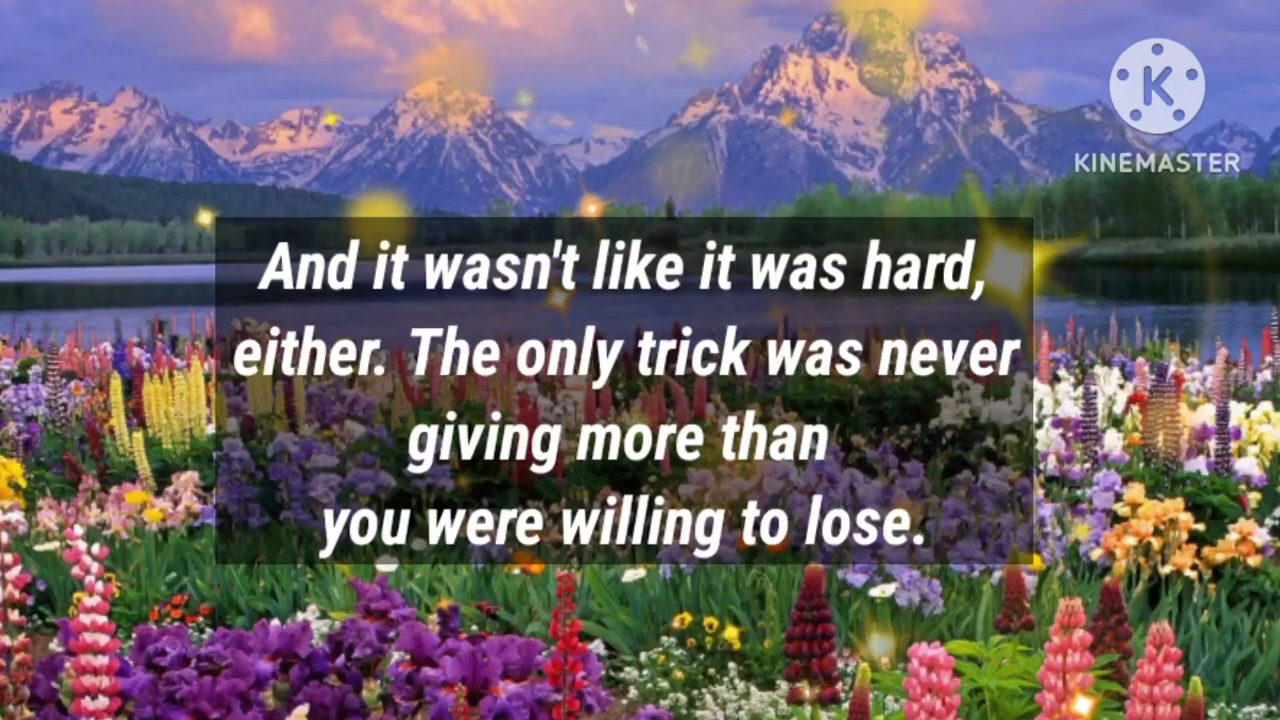 K
KINEMASTER
And it wasn't like it was hard,
either. The only trick was never
giving more than
you were willing to lose.